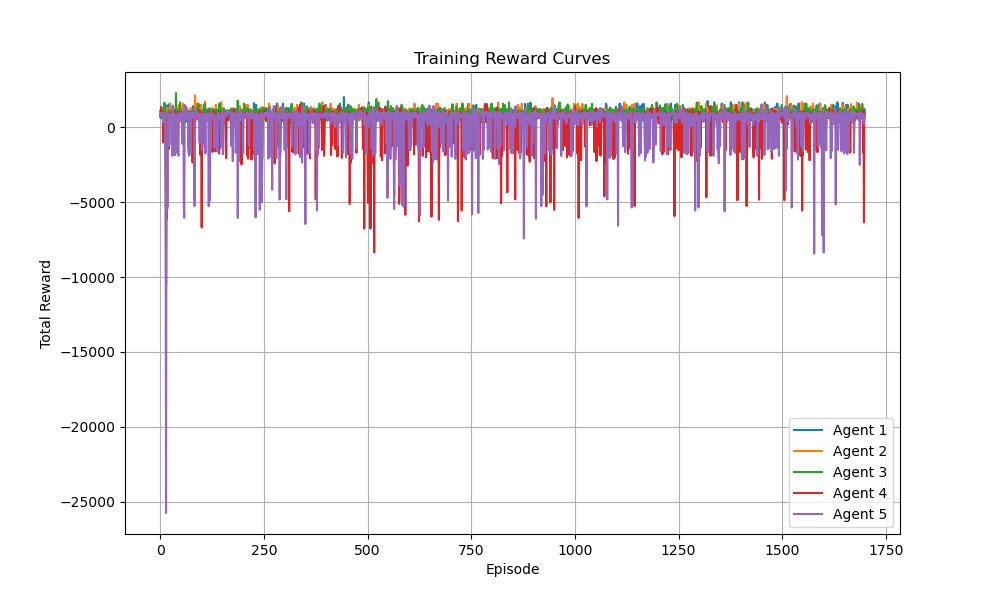 Training Reward Curves
Total Reward
0
−5000
−10000
−15000
−20000
−25000
0
250
500
750
1000
1250
1500
1750
Episode
Agent 1
Agent 2
Agent 3
Agent 4
Agent 5